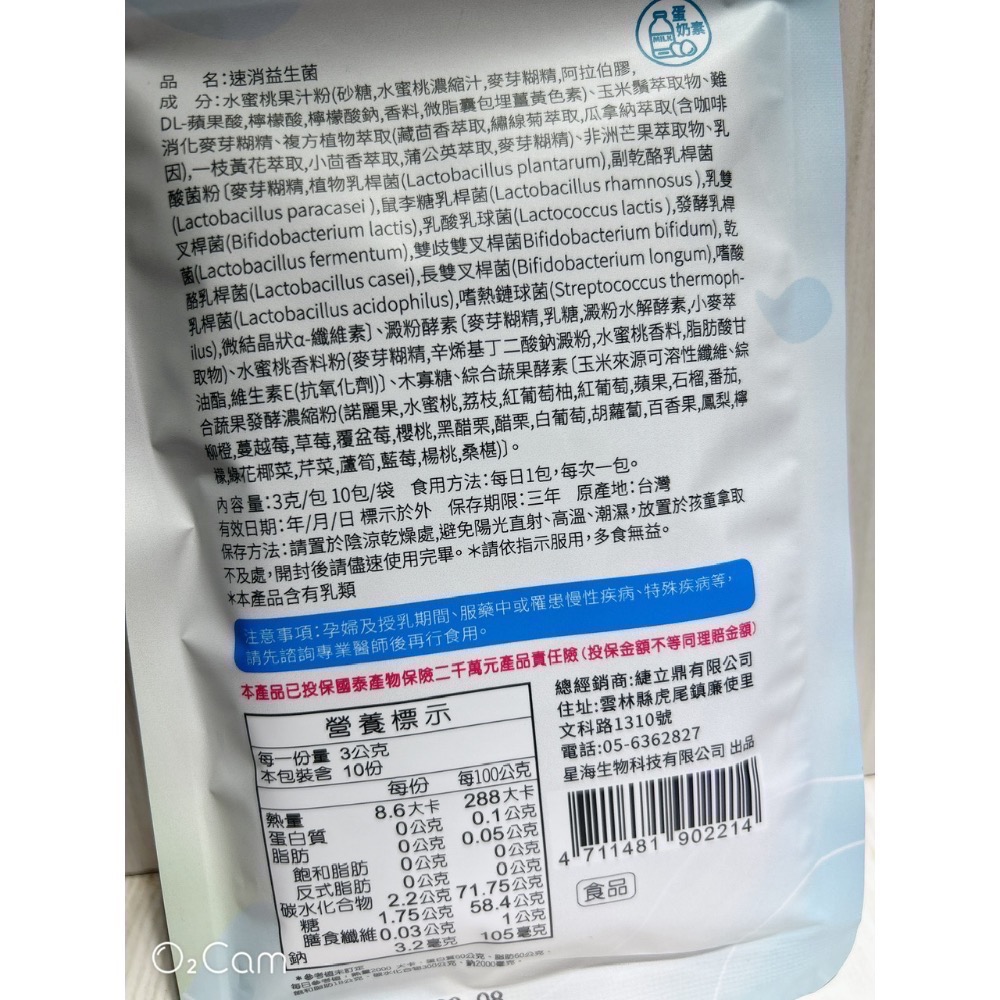 蛋
奶素
MILK
品 名:速消益生菌
成 分:水蜜桃果汁粉(砂糖,水蜜桃濃縮汁,麥芽糊精,阿拉伯膠,
DL-蘋果酸,檸檬酸,檸檬酸鈉,香料,微脂囊包埋薑黃色素)、玉米鬚萃取物、難
消化麥芽糊精、複方植物萃取(藏茴香萃取,繡線菊萃取,瓜拿納萃取(含咖啡
因),一枝黃花萃取,小茴香萃取,蒲公英萃取,麥芽糊精)、非洲芒果萃取物、乳
酸菌粉〔麥芽糊精,植物乳桿菌(Lactobacillus plantarum),副乾酪乳桿菌
(Lactobacillus paracasei),鼠李糖乳桿菌(Lactobacillus rhamnosus),乳雙
叉桿菌(Bifidobacterium lactis),乳酸乳球菌(Lactococcus lactis),發酵乳桿
菌(Lactobacillus fermentum),雙歧雙叉桿菌Bifidobacterium bifidum),乾
酪乳桿菌(Lactobacillus casei),長雙叉桿菌(Bifidobacterium longum),嗜酸
乳桿菌(Lactobacillus acidophilus),嗜熱鏈球菌(Streptococcus thermoph-
ilus),微結晶狀α-纖維素〕、澱粉酵素〔麥芽糊精,乳糖,澱粉水解酵素,小麥萃
取物)、水蜜桃香料粉(麥芽糊精,辛烯基丁二酸鈉澱粉,水蜜桃香料,脂肪酸甘
油酯,維生素E(抗氧化劑)〕、木寡糖、綜合蔬果酵素〔玉米來源可溶性纖維、綜
合蔬果發酵濃縮粉(諾麗果,水蜜桃,荔枝,紅葡萄柚,紅葡萄,蘋果,石榴,番茄,
柳橙,蔓越莓,草莓,覆盆莓,櫻桃,黑醋栗,醋栗,白葡萄,胡蘿蔔,百香果,鳳梨,檸
檬,綠花椰菜,芹菜,蘆筍,藍莓,楊桃,桑椹)〕。
內容量:3克/包 10包/袋 食用方法:每日1包,每次一包。
有效日期:年/月/日 標示於外 保存期限:三年 原產地:台灣
保存方法:請置於陰涼乾燥處,避免陽光直射、高溫、潮濕,放置於孩童拿取
不及處,開封後請儘速使用完畢。*請依指示服用,多食無益。
*本產品含有乳類
注意事項:孕婦及授乳期間、服藥中或罹患慢性疾病、特殊疾病等,
請先諮詢專業醫師後再行食用。
本產品已投保國泰產物保險二千萬元產品責任險(投保金額不等同理賠金額)
營養標示
每一份量 3公克
本包裝含 10份
每份 每100公克
熱量 8.6大卡 288大卡
蛋白質 0公克 0.1公克
脂肪 0公克 0.05公克
飽和脂肪 0公克 0公克
反式脂肪 0公克 0公克
碳水化合物 2.2公克 71.75公克
糖 1.75公克 58.4公克
膳食纖維 0.03公克 1公克
鈉 3.2毫克 105毫克
總經銷商:緁立鼎有限公司
住址:雲林縣虎尾鎮廉使里
文科路1310號
電話:05-6362827
星海生物科技有限公司 出品
4 711481 902214
食品
O2Cam